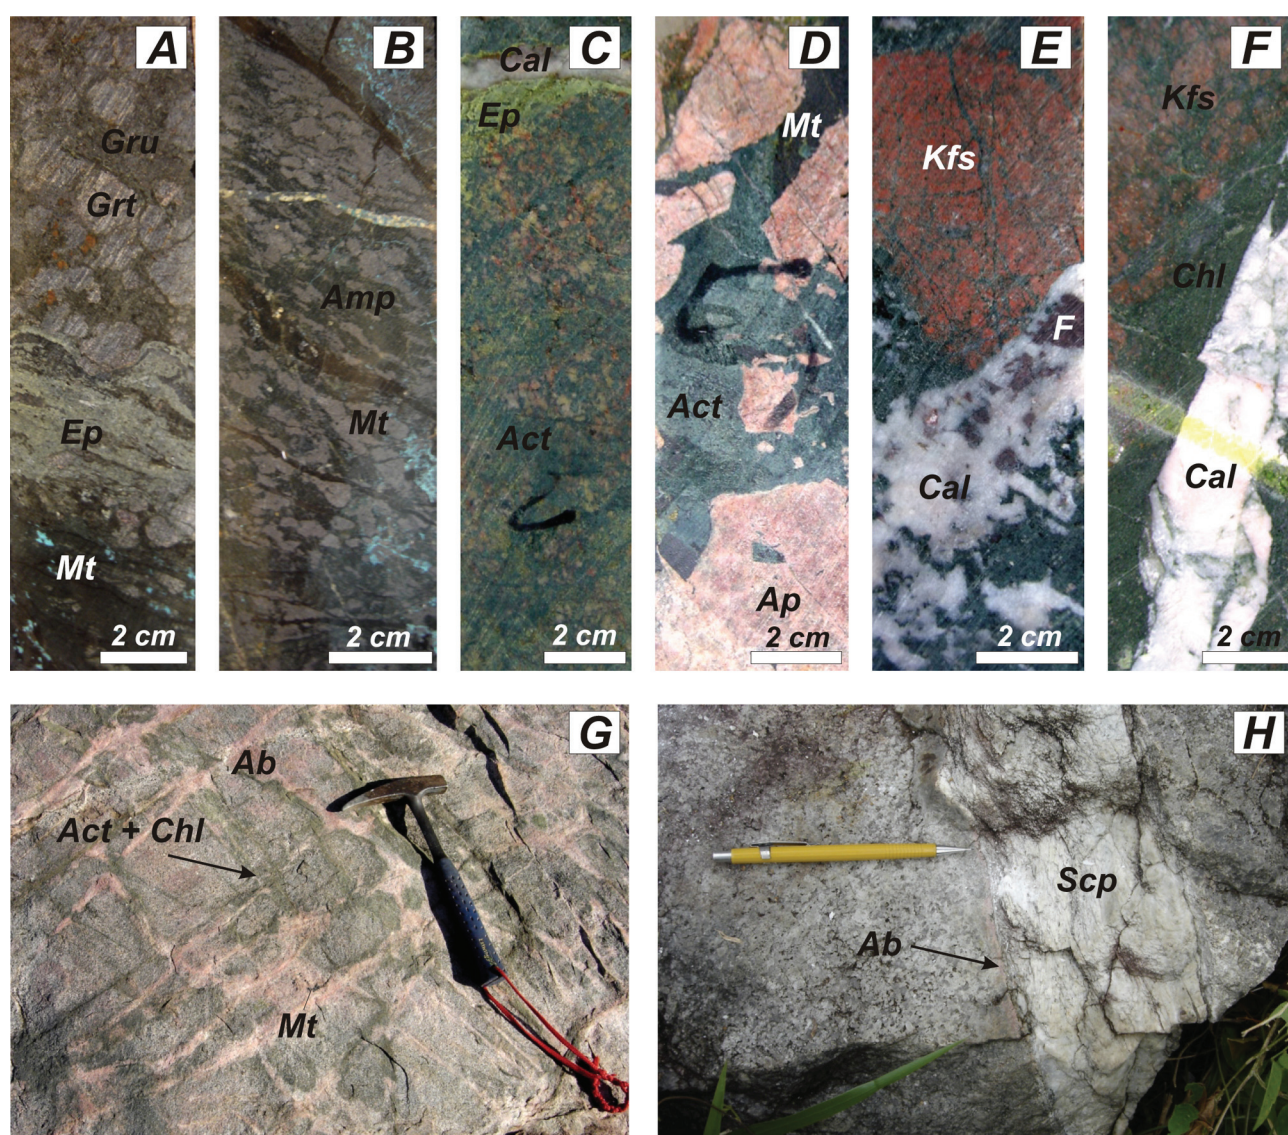 A
Gru
Grt
Ep
Mt
2 cm
B
Amp
Mt
2 cm
C
Cal
Ep
Act
2 cm
D
Mt
Act
Ap
2 cm
E
Kfs
F
Cal
2 cm
F
Kfs
Chl
Cal
2 cm
G
Ab
Act + Chl
Mt
H
Scp
Ab